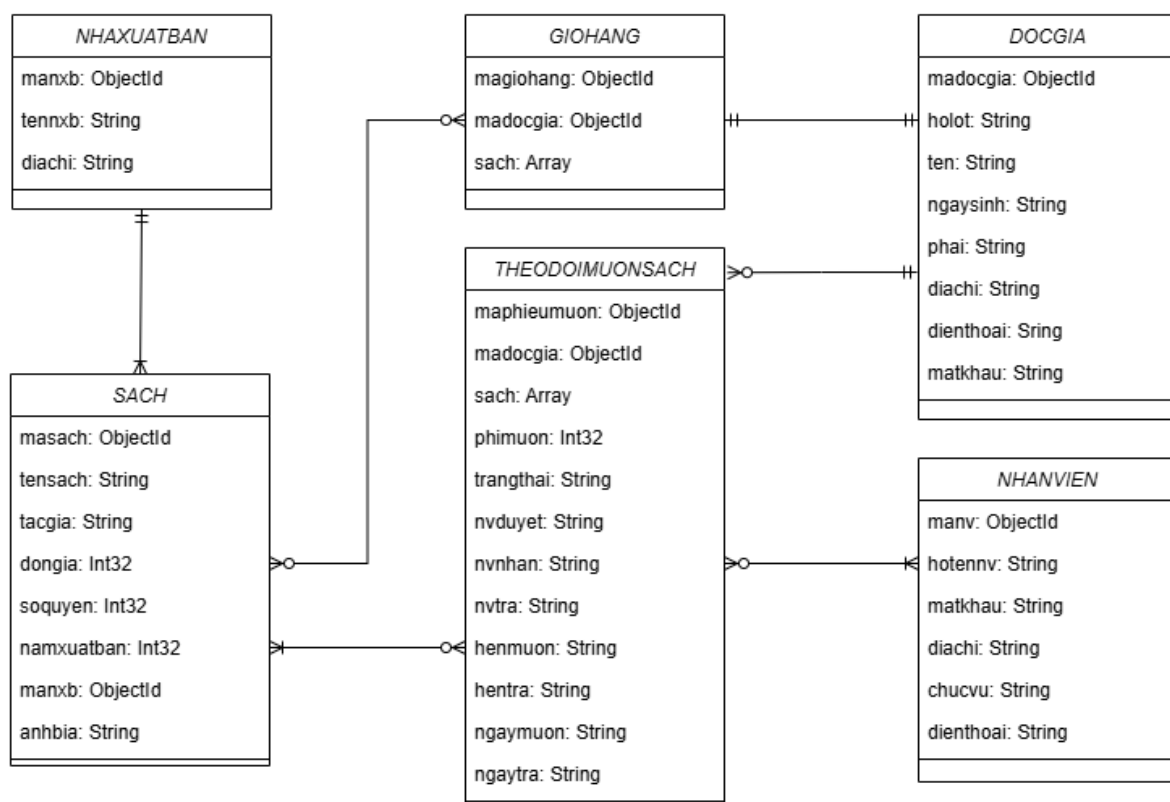 NHAXUATBAN
manxb: ObjectId
tennxb: String
diachi: String
GIOHANG
magiohang: ObjectId
madocgia: ObjectId
sach: Array
DOCGIA
madocgia: ObjectId
holot: String
ten: String
ngaysinh: String
phai: String
diachi: String
dienthoai: Sring
matkhau: String
SACH
masach: ObjectId
tensach: String
tacgia: String
dongia: Int32
soquyen: Int32
namxuatban: Int32
manxb: ObjectId
anhbia: String
THEODOIMUONSACH
maphieumuon: ObjectId
madocgia: ObjectId
sach: Array
phimuon: Int32
trangthai: String
nvduyet: String
nvnhan: String
nvtra: String
henmuon: String
hentra: String
ngaymuon: String
ngaytra: String
NHANVIEN
manv: ObjectId
hotennv: String
matkhau: String
diachi: String
chucvu: String
dienthoai: String